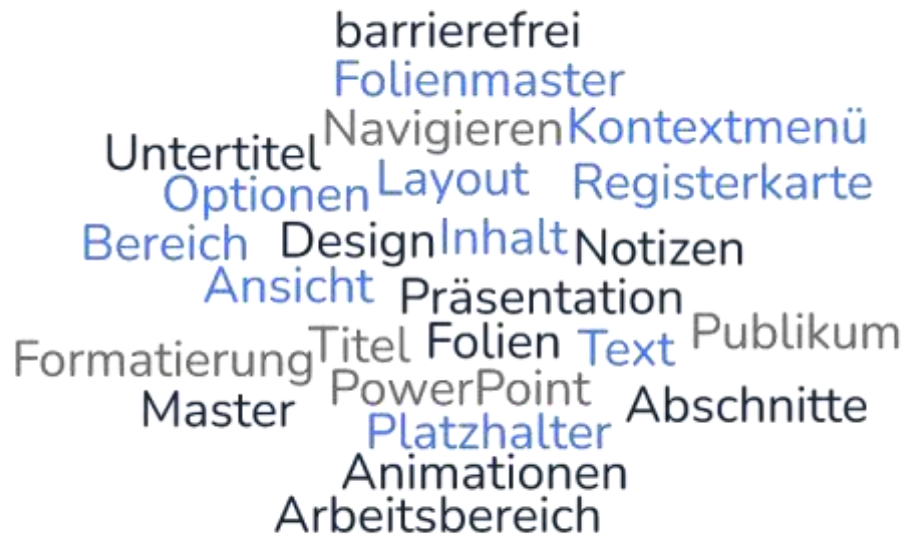 barrierefrei
Folienmaster
Navigieren Kontextmenü
Untertitel
Optionen Layout Registerkarte
Bereich Design Inhalt Notizen
Ansicht Präsentation
Formatierung Titel Folien Text Publikum
Master PowerPoint Abschnitte
Platzhalter
Animationen
Arbeitsbereich